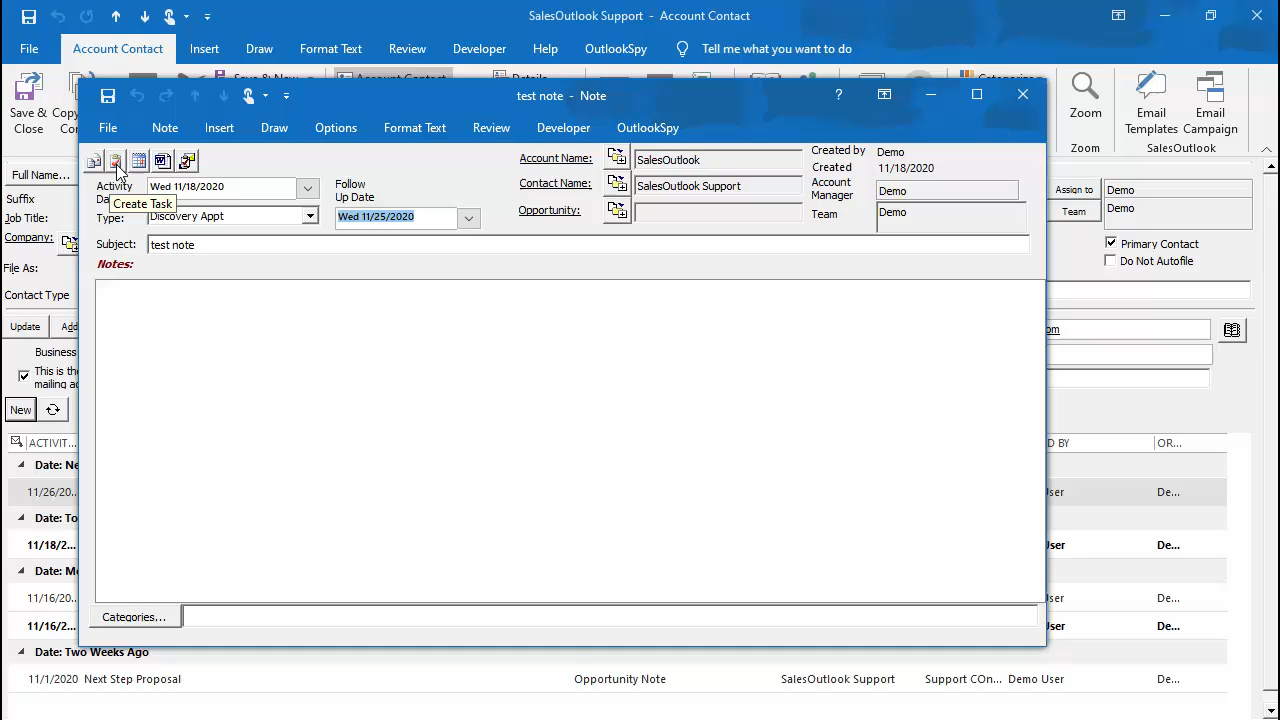 SalesOutlook Support - Account Contact
File Account Contact Insert Draw Format Text Review Developer Help OutlookSpy Tell me what you want to do
Save & Close
Zoom
Zoom
Email Templates
Email Campaign
SalesOutlook
test note - Note
?
File Note Insert Draw Options Format Text Review Developer OutlookSpy
Create Task
Activity
Wed 11/18/2020
Type:
Discovery Appt
Follow
Up Date
Wed 11/25/2020
Account Name: SalesOutlook
Contact Name: SalesOutlook Support
Opportunity:
Created by Demo
Created 11/18/2020
Account
Manager
Demo
Team Demo
Subject: test note
Notes:
Categories...
Full Name...
Suffix
Job Title:
Company:
File As:
Contact Type
Update
Business
This is the
New
Assign to Demo
Team Demo
Primary Contact
Do Not Autofile
om
ACTIVIT... D BY OR...
11/26/20.. De...
11/18/2... User De...
11/16/20.. De...
11/16/2... User De...
Date: Two Weeks Ago
11/1/2020 Next Step Proposal Opportunity Note SalesOutlook Support Support COn... Demo User De...